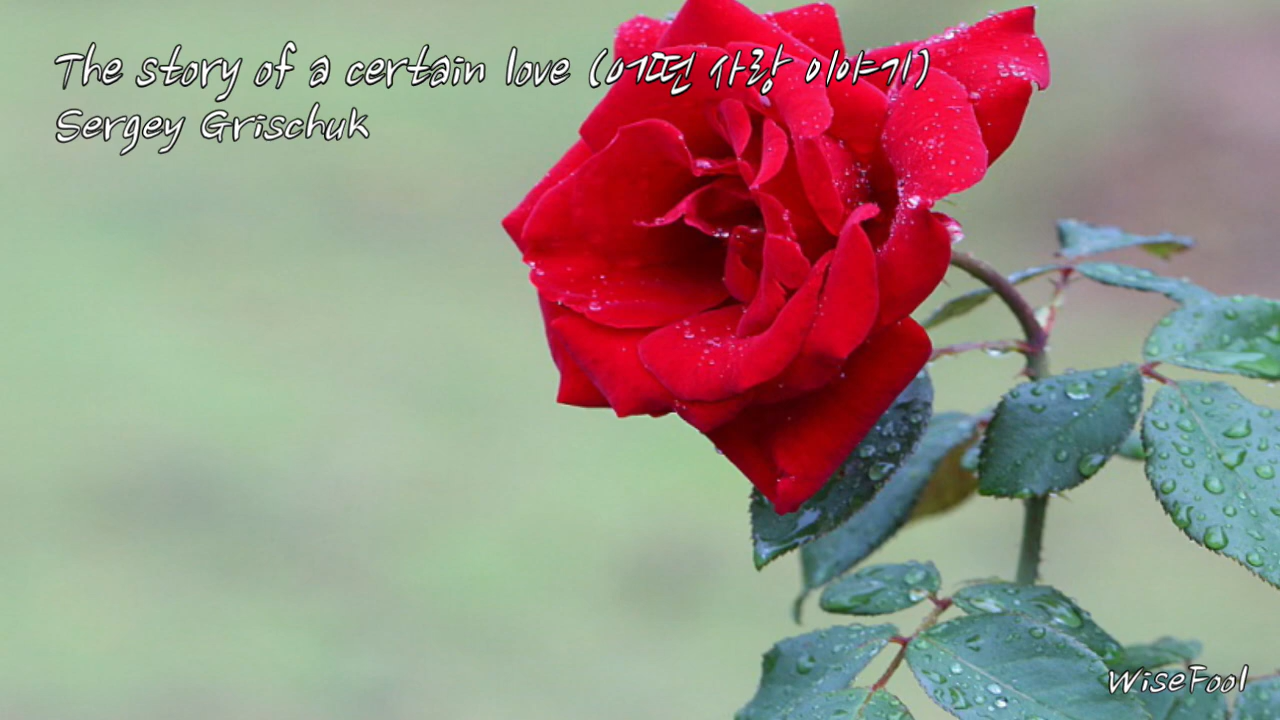 The story of a certain love (어떤 사랑 이야기)
Sergey Grischuk
WiseFool